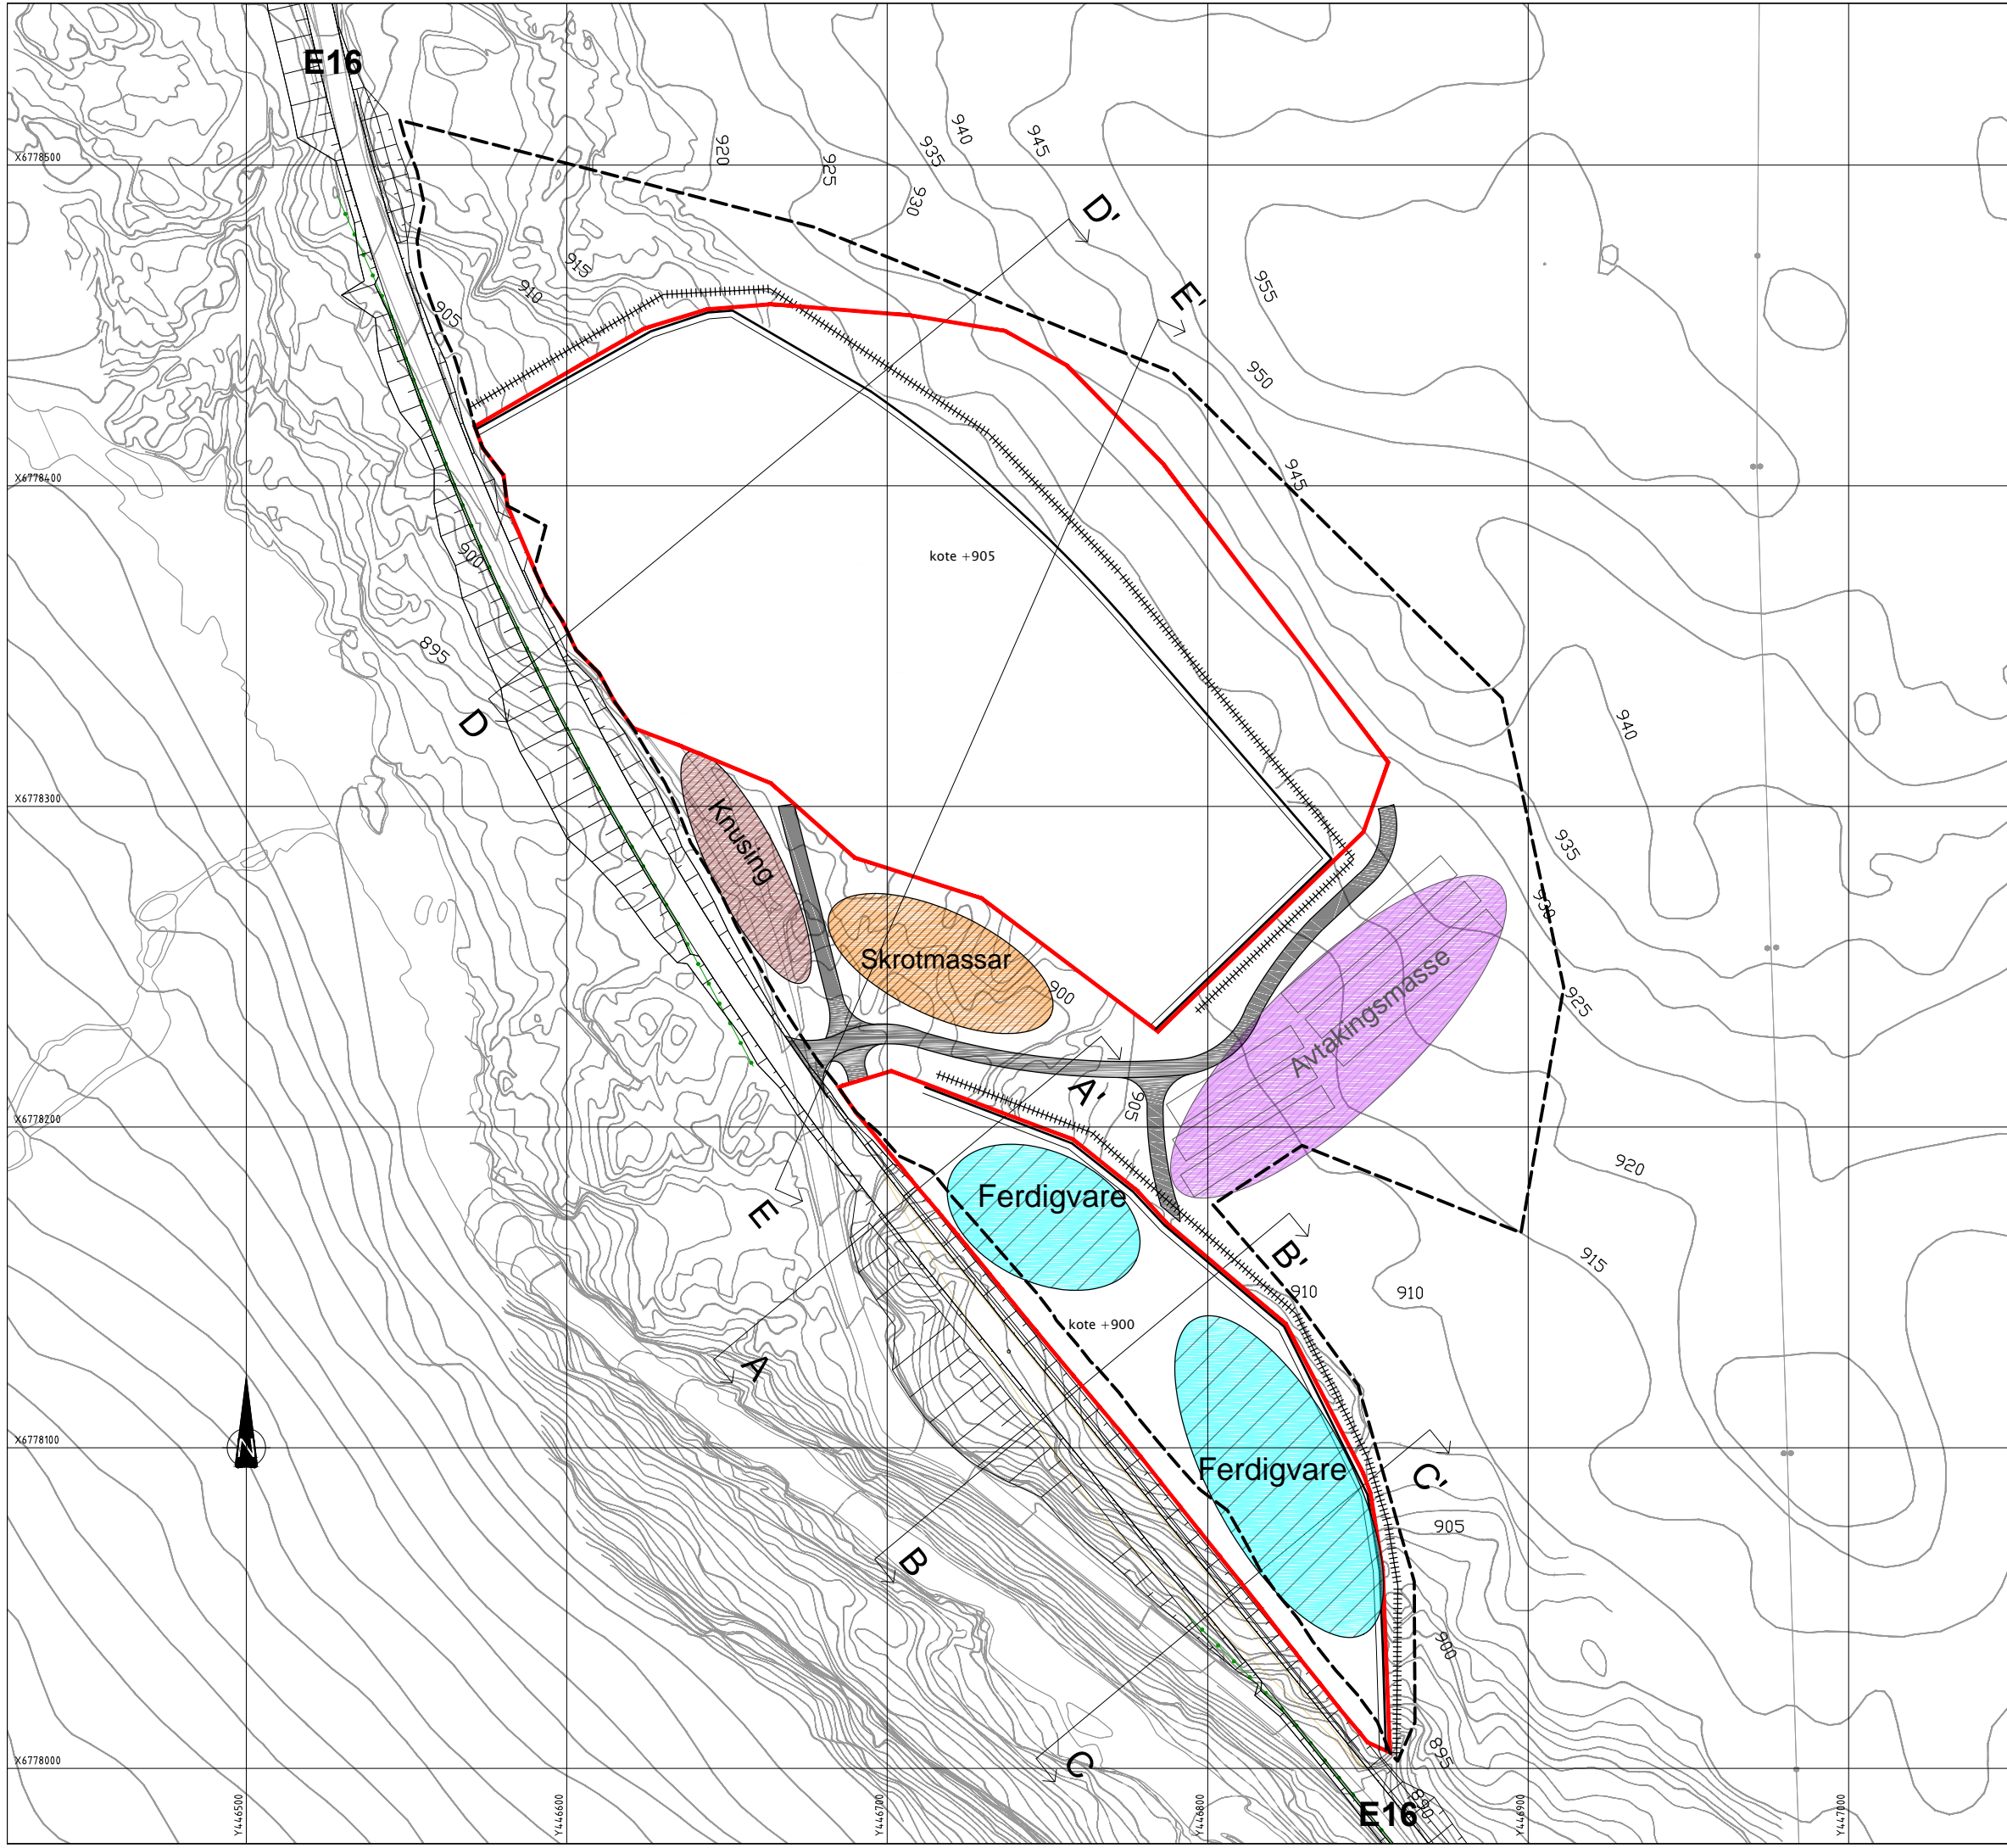 E16
940
945
920
935
925
X6778500
930
D'
915
955
910
E'
905
950
945
X6778400
900
kote +905
895
D
940
X6778300
Knusing
935
930
Skrotmassar
Avtakingsmasse
900
925
A'
905
X6778200
920
Ferdigvare
E
B'
915
910
910
kote +900
A
N
X6778100
Ferdigvare
C'
905
B
900
C
895
X6778000
890
E16
Y446500
Y446600
Y446700
Y446800
Y446900
Y447000